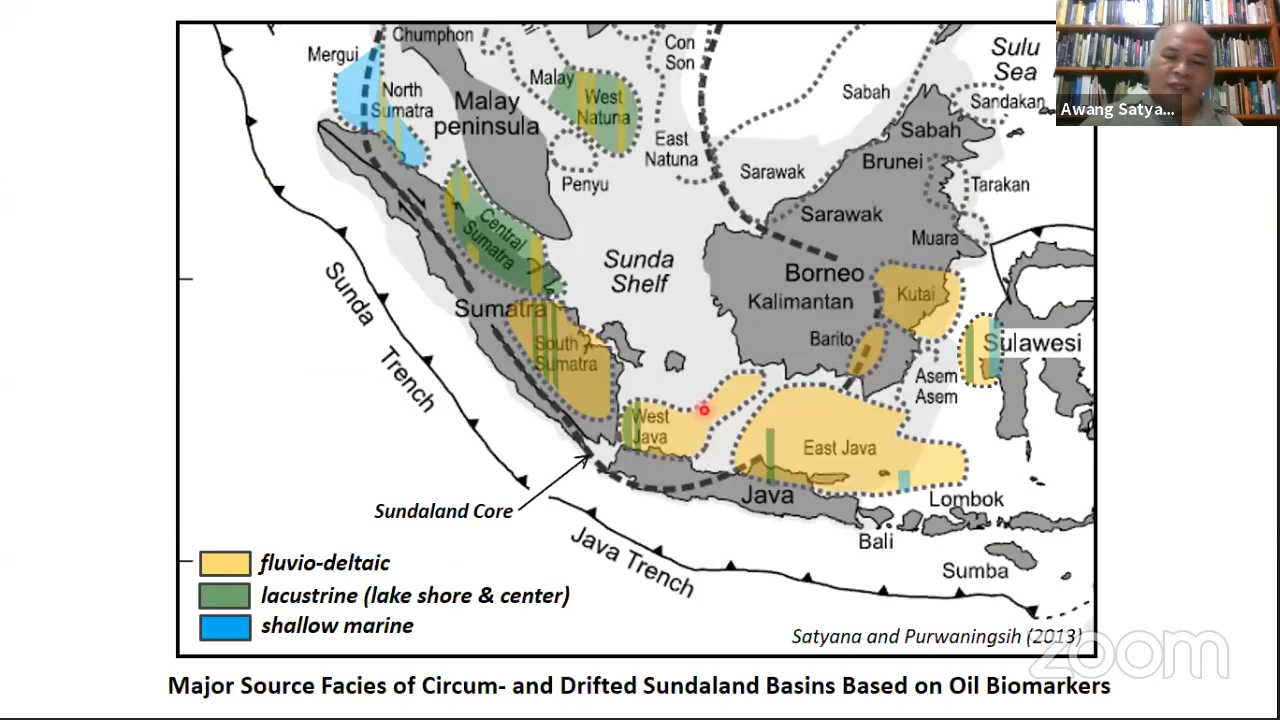 Chumphon
Mergui
Con
Son
Sulu
Sea
Awang Satya...
Malay
North
Sumatra
West
Natuna
Malay
peninsula
Sabah
Sandakan
Sabah
East
Natuna
Brunei
Penyu
Sarawak
Tarakan
Sarawak
Central
Sumatra
Muara
Sunda
Shelf
Borneo
Kalimantan
Kutai
Sunda
Trench
Sumatra
South
Sumatra
Barito
Sulawesi
Asem
Asem
West
Java
East Java
Java
Lombok
Sundaland Core
Bali
Java Trench
Sumba
fluvio-deltaic
lacustrine (lake shore & center)
shallow marine
Satyana and Purwaningsih (2013)
zoom
Major Source Facies of Circum- and Drifted Sundaland Basins Based on Oil Biomarkers